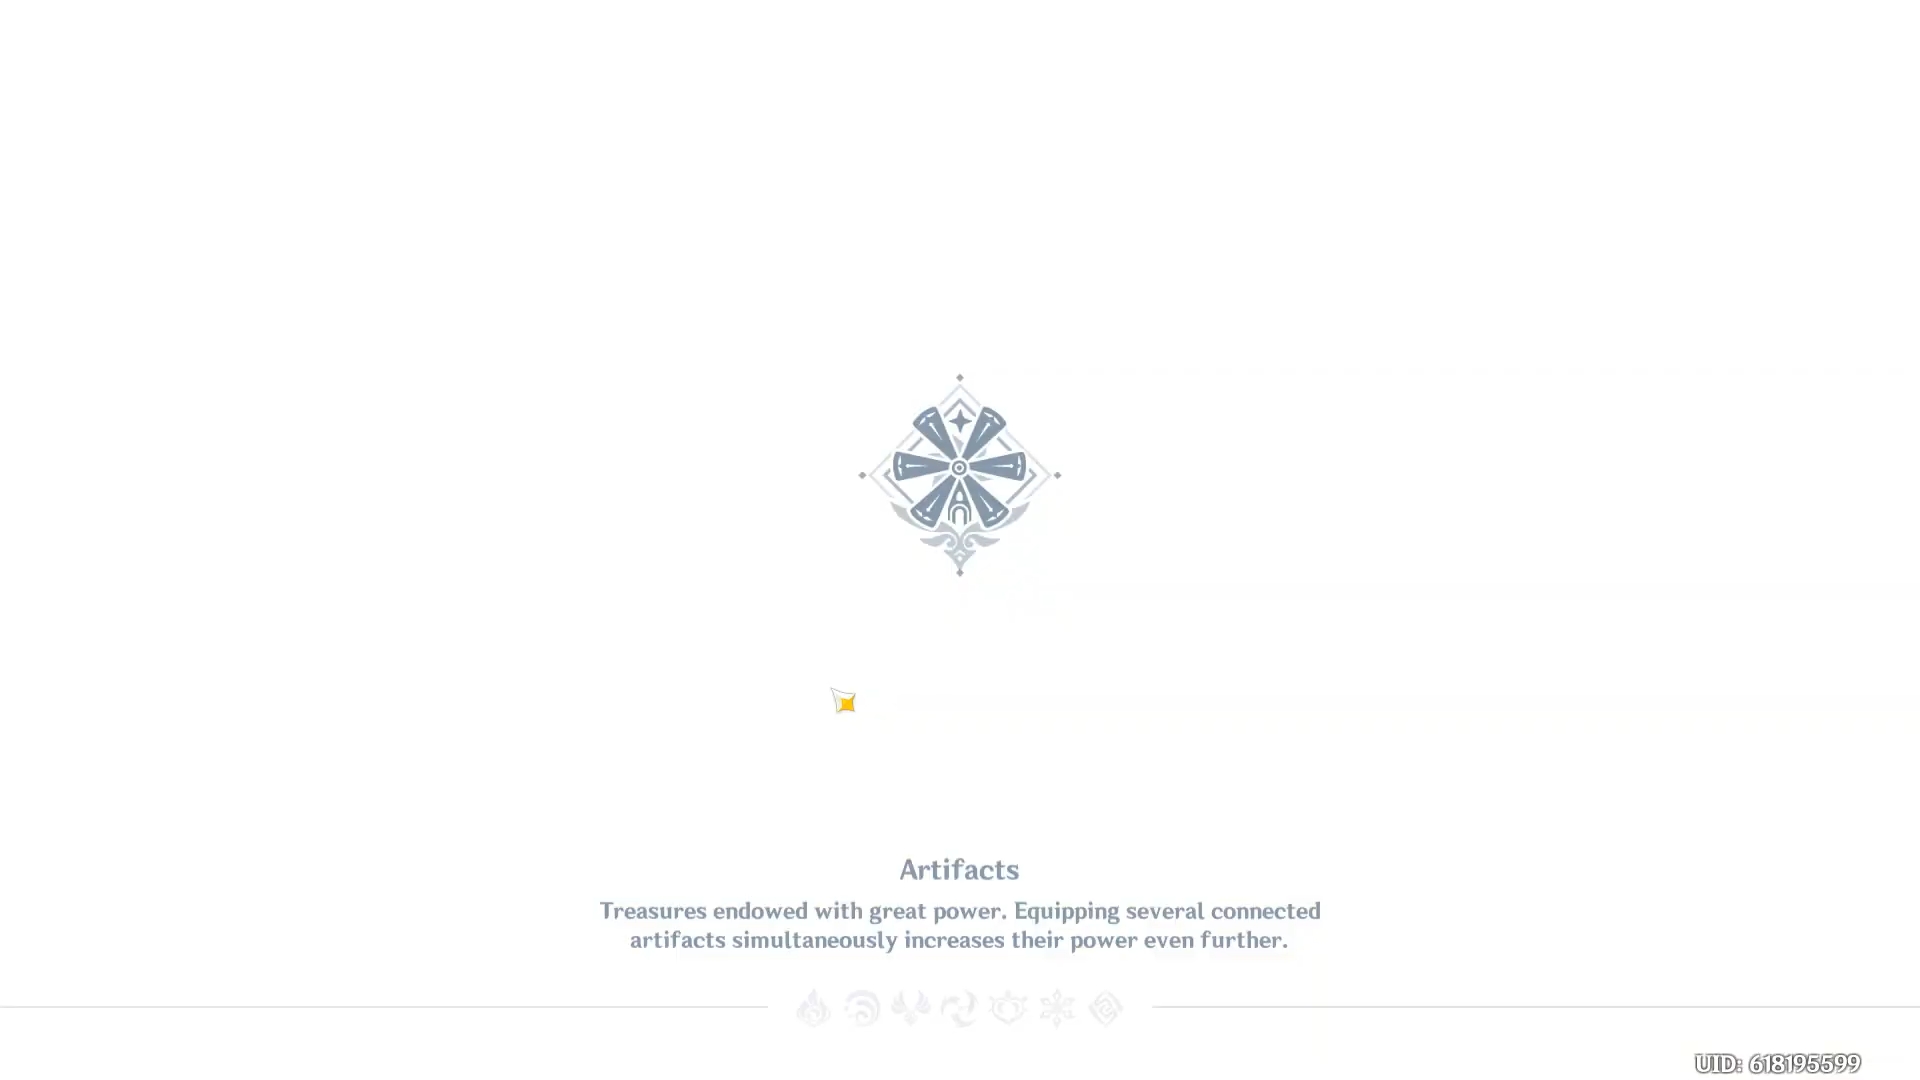 Artifacts
Treasures endowed with great power. Equipping several connected
artifacts simultaneously increases their power even further.
UID: 618195599